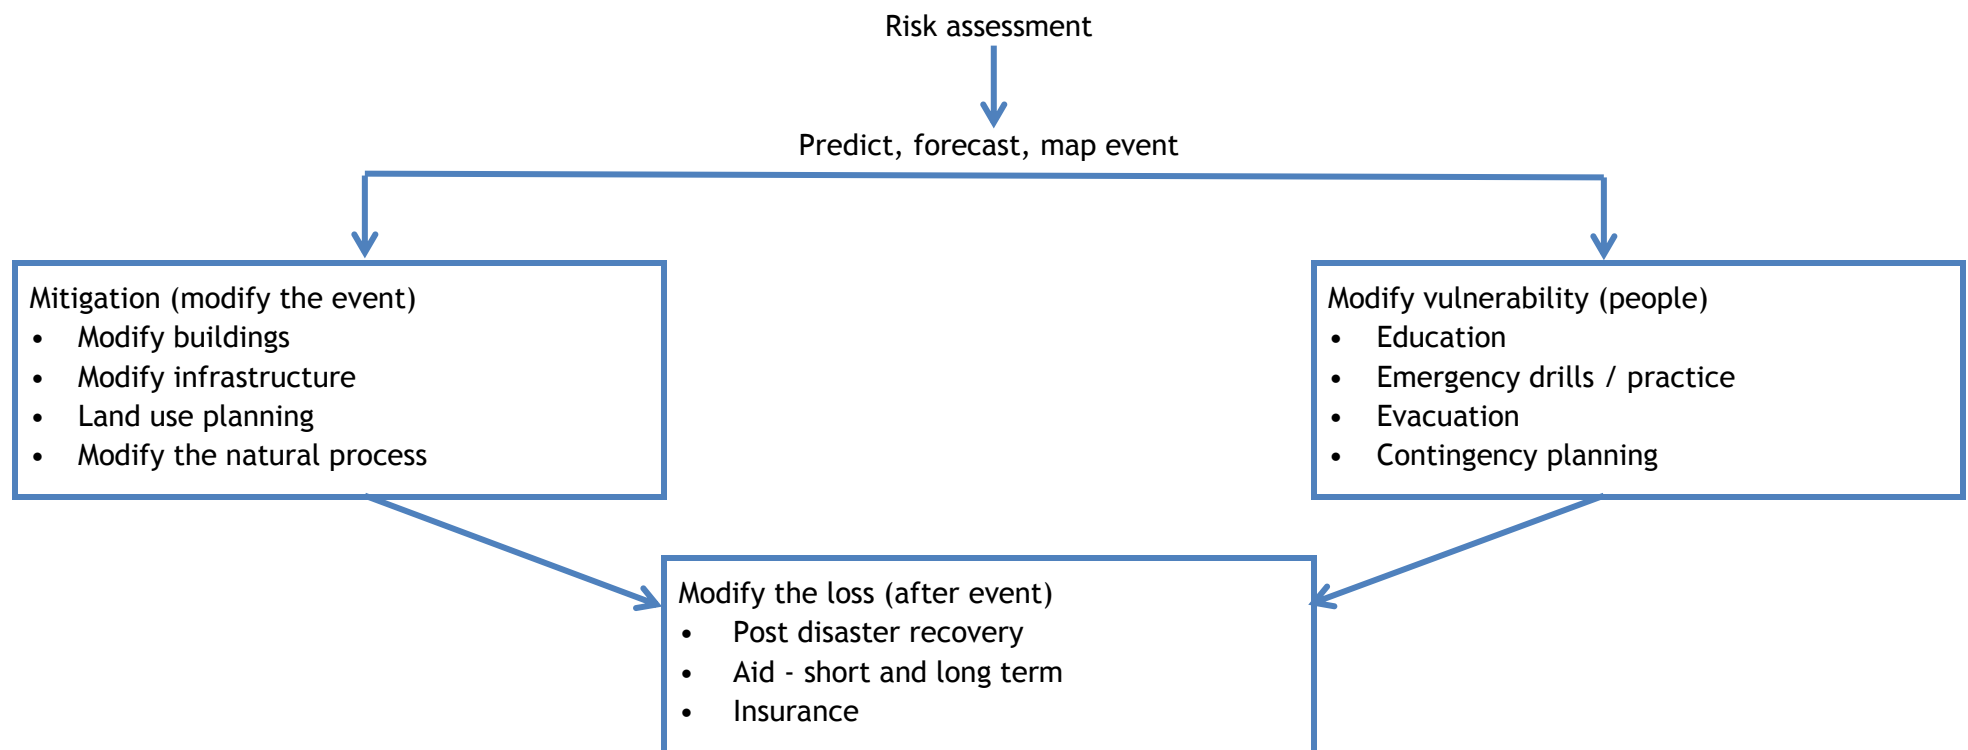 Risk assessment
Predict, forecast, map event
Mitigation (modify the event)
• Modify buildings
• Modify infrastructure
• Land use planning
• Modify the natural process
Modify vulnerability (people)
• Education
• Emergency drills / practice
• Evacuation
• Contingency planning
Modify the loss (after event)
• Post disaster recovery
• Aid - short and long term
• Insurance